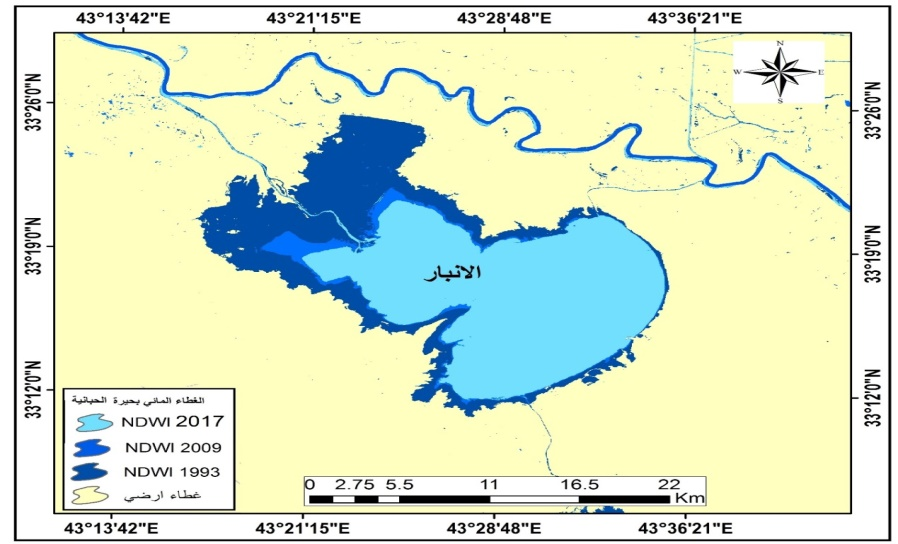 43°13'42"E 43°21'15"E 43°28'48"E 43°36'21"E
33°26'0"N 33°26'0"N
33°19'0"N 33°19'0"N
33°12'0"N 33°12'0"N
N
W E
S
الانبار
الغطاء المائي بحيرة الحبانية
NDWI 2017
NDWI 2009
NDWI 1993
غطاء ارضي
0 2.75 5.5 11 16.5 22
Km
43°13'42"E 43°21'15"E 43°28'48"E 43°36'21"E